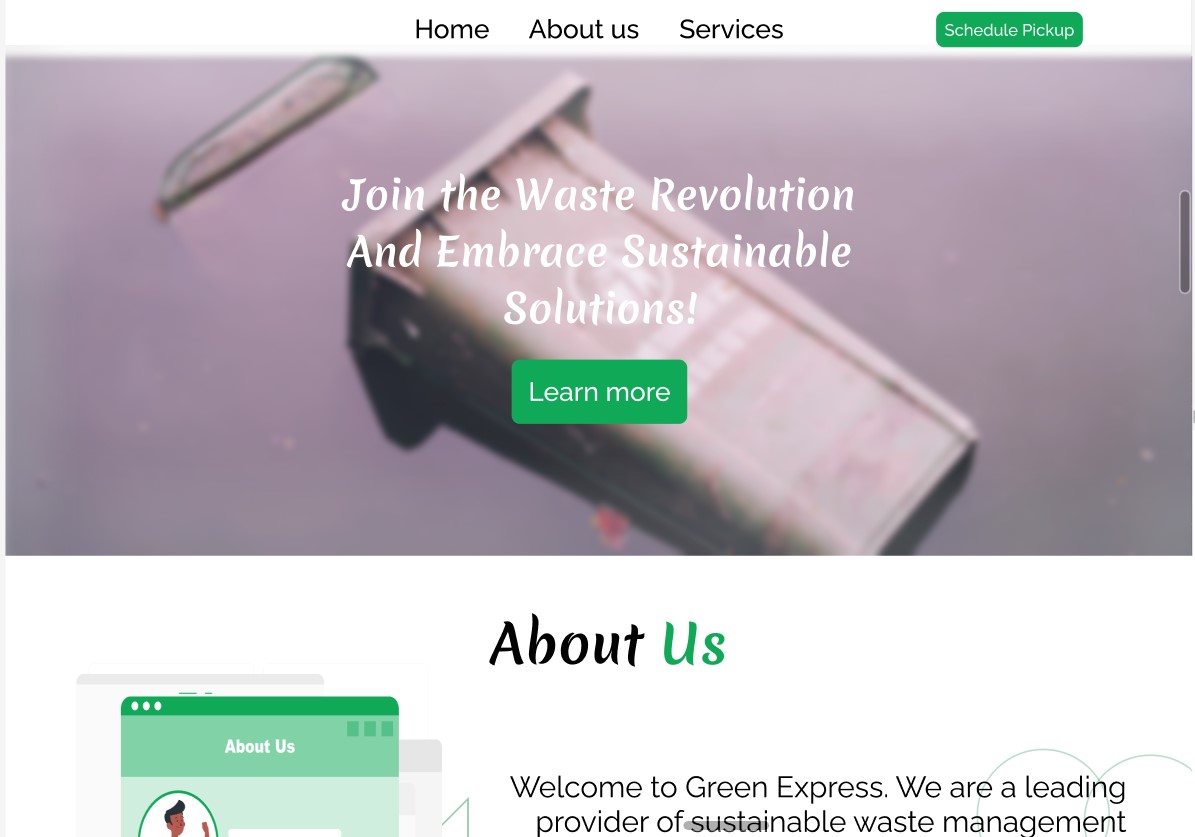 Home About us Services Schedule Pickup
Join the Waste Revolution
And Embrace Sustainable
Solutions!
Learn more
About Us
About Us
Welcome to Green Express. We are a leading
provider of sustainable waste management